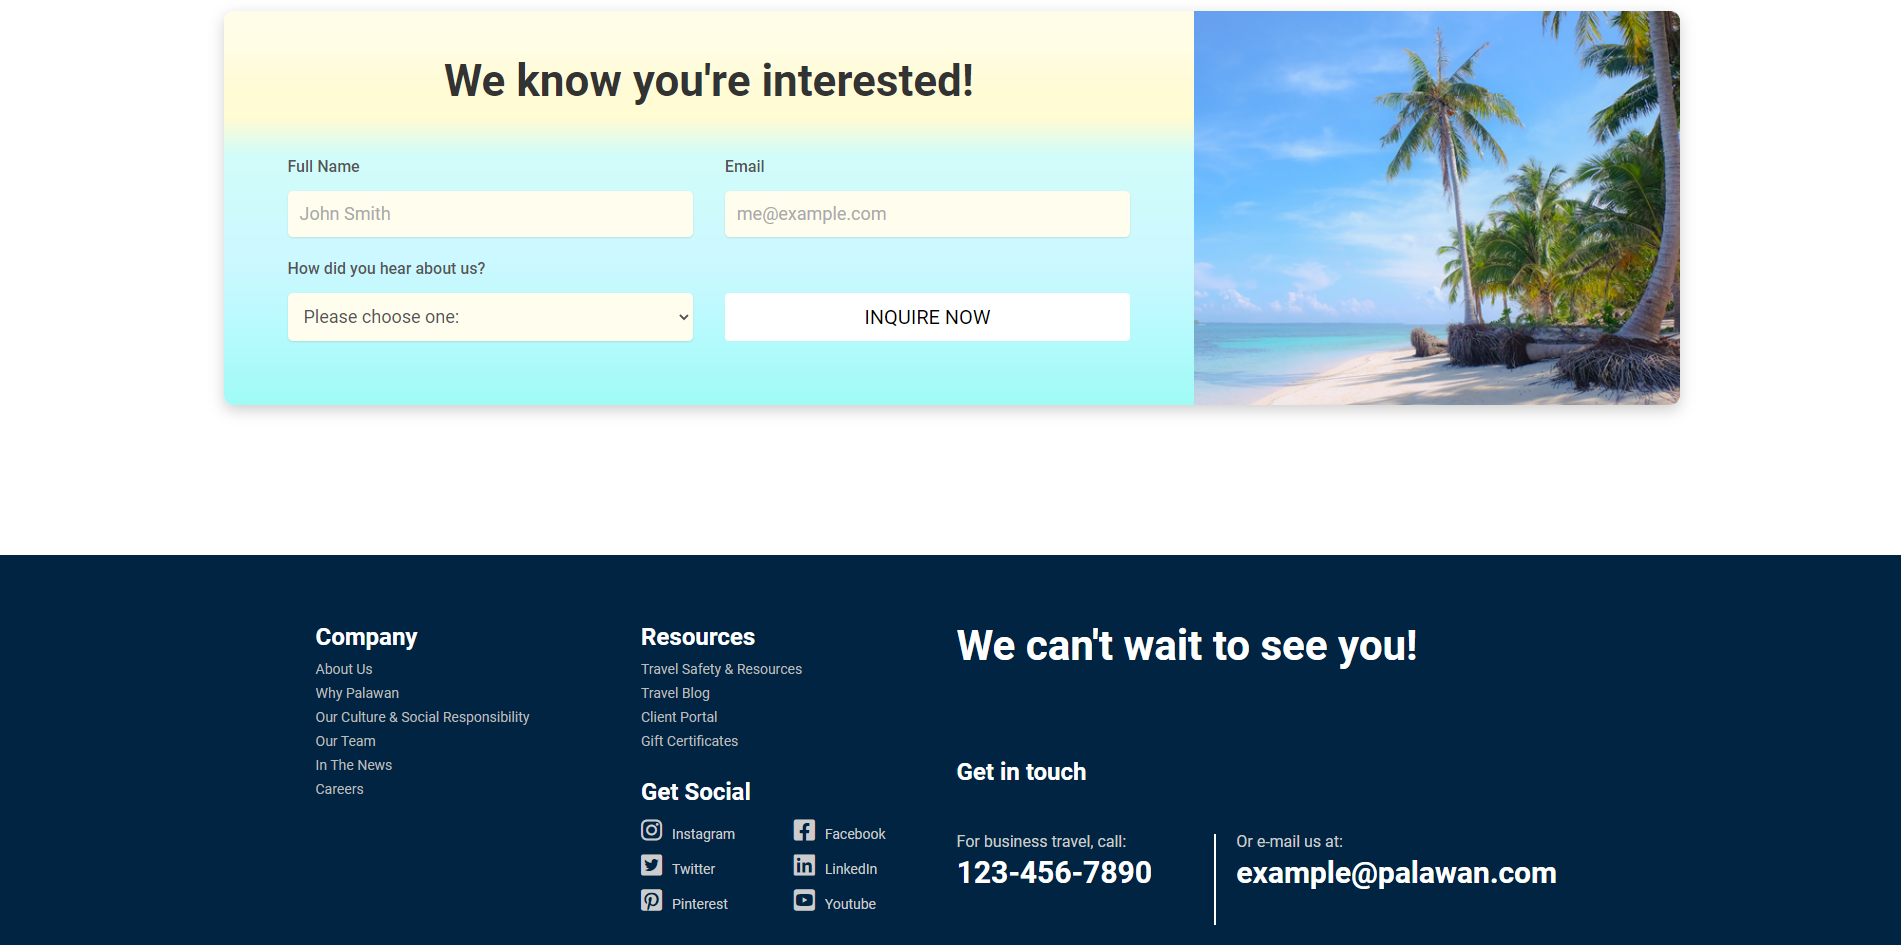 We know you're interested!
Full Name
Email
John Smith
me@example.com
How did you hear about us?
Please choose one:
INQUIRE NOW
Company
About Us
Why Palawan
Our Culture & Social Responsibility
Our Team
In The News
Careers
Resources
Travel Safety & Resources
Travel Blog
Client Portal
Gift Certificates
Get Social
Instagram
Facebook
Twitter
LinkedIn
Pinterest
Youtube
We can't wait to see you!
Get in touch
For business travel, call:
123-456-7890
Or e-mail us at:
example@palawan.com